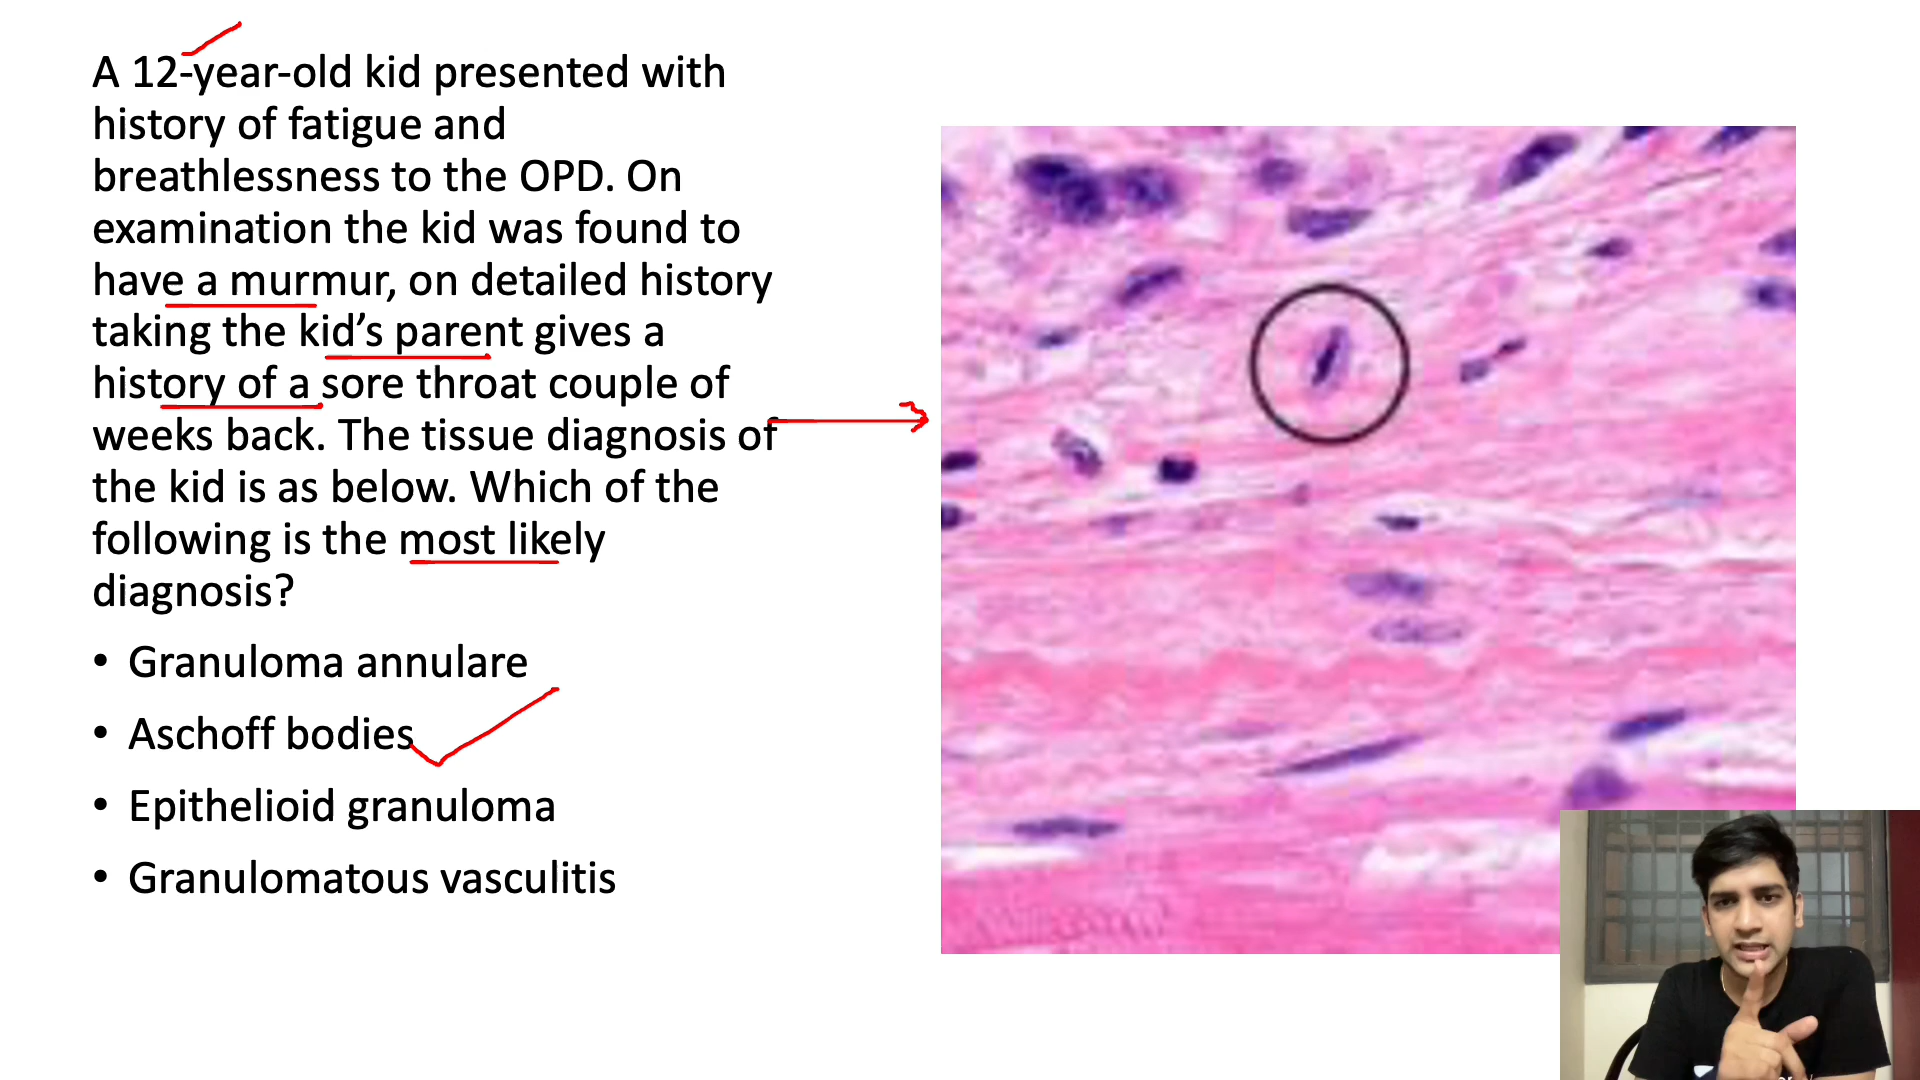 A 12-year-old kid presented with
history of fatigue and
breathlessness to the OPD. On
examination the kid was found to
have a murmur, on detailed history
taking the kid’s parent gives a
history of a sore throat couple of
weeks back. The tissue diagnosis of
the kid is as below. Which of the
following is the most likely
diagnosis?
• Granuloma annulare
• Aschoff bodies
• Epithelioid granuloma
• Granulomatous vasculitis